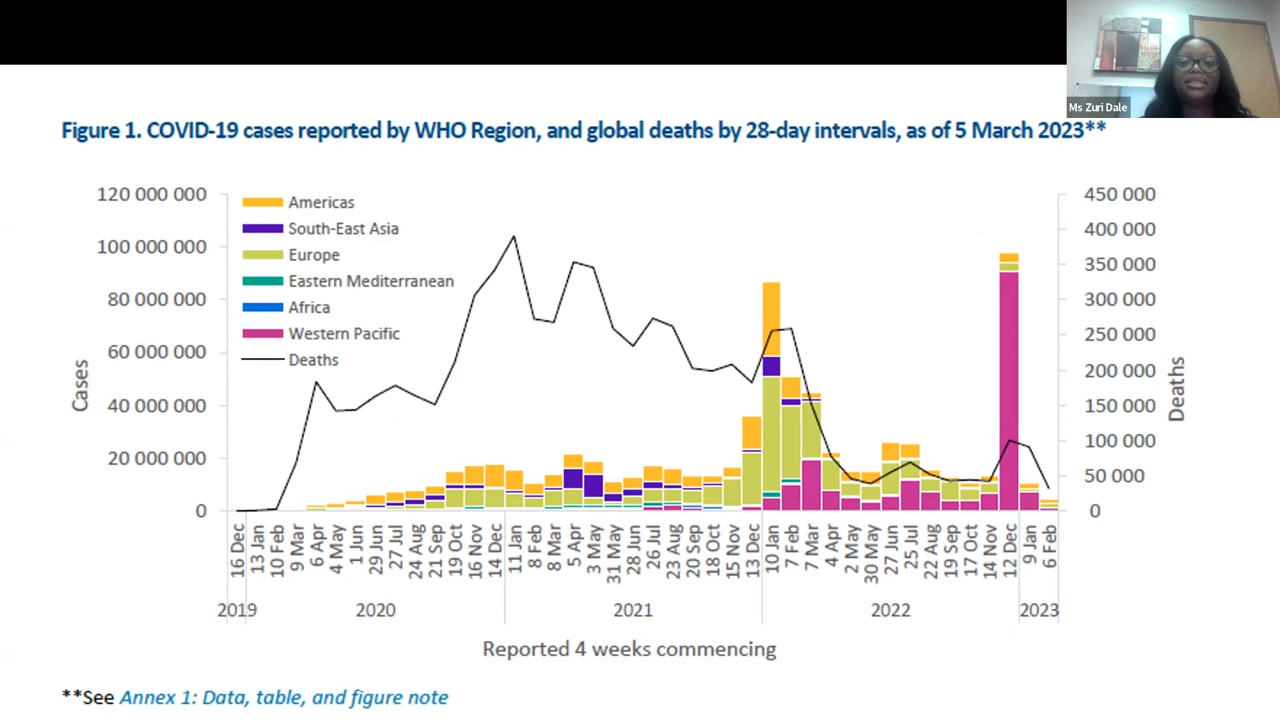 Ms Zuri Dale
Figure 1. COVID-19 cases reported by WHO Region, and global deaths by 28-day intervals, as of 5 March 2023**
120 000 000
100 000 000
80 000 000
60 000 000
40 000 000
20 000 000
0
Cases
Americas
South-East Asia
Europe
Eastern Mediterranean
Africa
Western Pacific
Deaths
450 000
400 000
350 000
300 000
250 000
200 000
150 000
100 000
50 000
0
Deaths
16 Dec
13 Jan
10 Feb
9 Mar
6 Apr
4 May
1 Jun
29 Jun
27 Jul
24 Aug
21 Sep
19 Oct
16 Nov
14 Dec
11 Jan
8 Feb
8 Mar
5 Apr
3 May
31 May
28 Jun
26 Jul
23 Aug
20 Sep
18 Oct
15 Nov
13 Dec
10 Jan
7 Feb
7 Mar
4 Apr
2 May
30 May
27 Jun
25 Jul
22 Aug
19 Sep
17 Oct
14 Nov
12 Dec
9 Jan
6 Feb
2019 2020 2021 2022 2023
Reported 4 weeks commencing
**See Annex 1: Data, table, and figure note